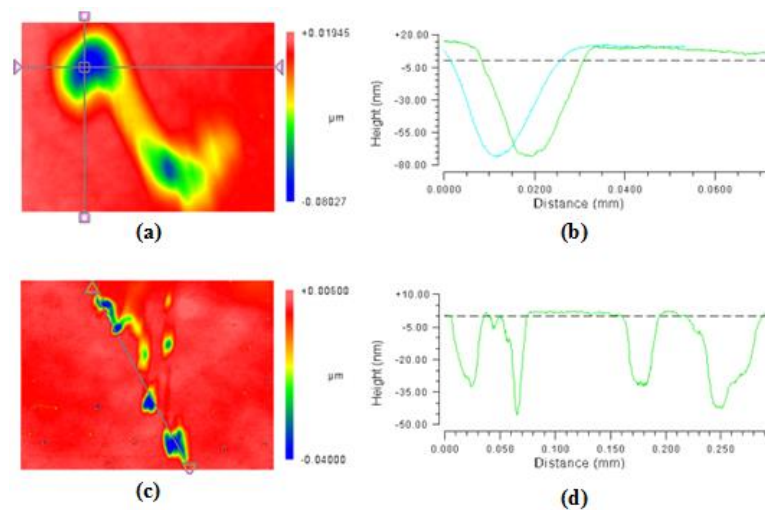 +0.01945
µm
-0.08027
(a)
+20.00
-5.00
-30.00
-55.00
-80.00
Height (nm)
0.0000 0.0200 0.0400 0.0600
Distance (mm)
(b)
+0.00500
µm
-0.04000
(c)
+10.00
-5.00
-20.00
-35.00
-50.00
Height (nm)
0.000 0.050 0.100 0.150 0.200 0.250
Distance (mm)
(d)